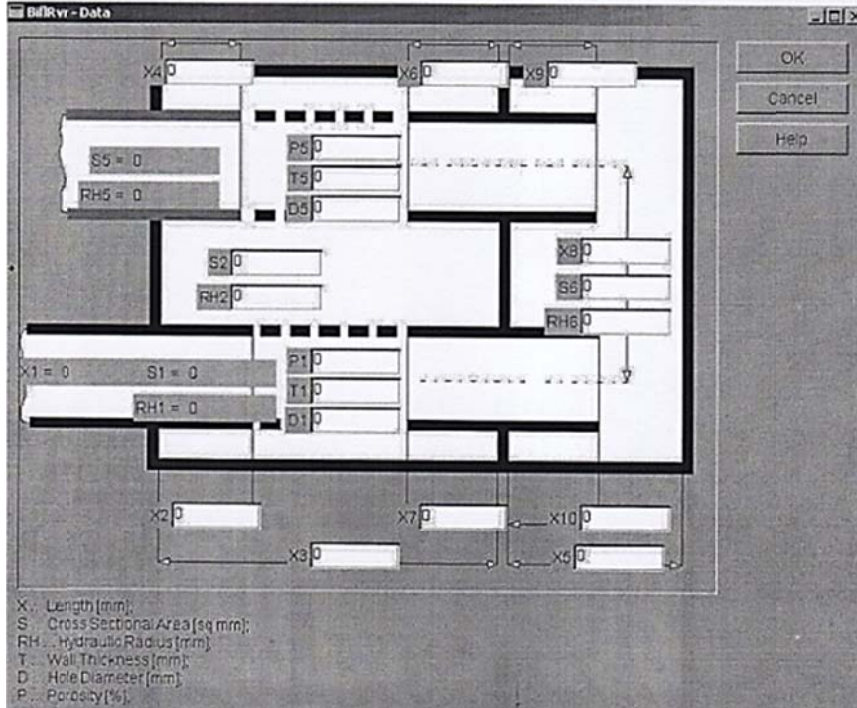 BiflRvr - Data
OK
Cancel
Help
X4 0
X6 0
X9 0
P5 0
T5 0
D5 0
S5 = 0
RH5 = 0
S2 0
RH2 0
X8 0
S6 0
RH6 0
X1 = 0 S1 = 0
RH1 = 0
P1 0
T1 0
D1 0
X2 0
X7 0
X10 0
X3 0
X5 0
X... Length [mm];
S... Cross Sectional Area [sq mm];
RH... Hydraulic Radius [mm];
T... Wall Thickness [mm];
D... Hole Diameter [mm];
P... Porosity [%];